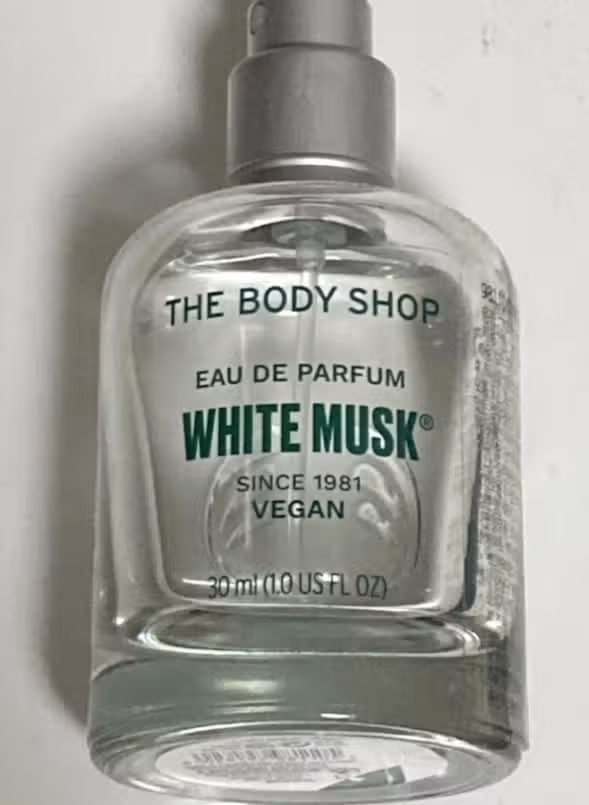 THE BODY SHOP
EAU DE PARFUM
WHITE MUSK®
SINCE 1981
VEGAN
30 ml (1.0 US FL OZ)